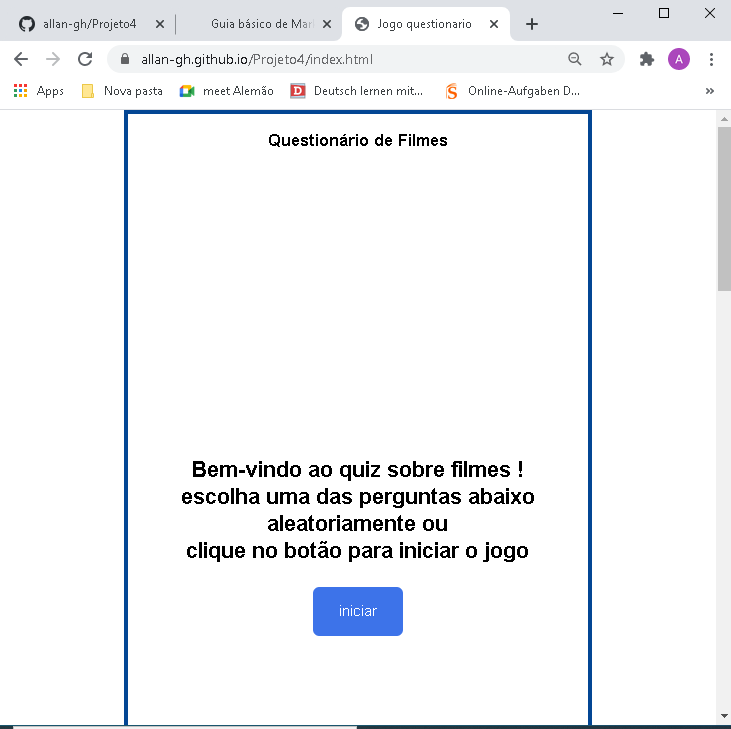 allan-gh/Projeto4
Guia básico de Mar
Jogo questionario
allan-gh.github.io/Projeto4/index.html
A
Apps
Nova pasta
meet Alemão
Deutsch lernen mit...
Online-Aufgaben D...
Questionário de Filmes
Bem-vindo ao quiz sobre filmes !
escolha uma das perguntas abaixo
aleatoriamente ou
clique no botão para iniciar o jogo
iniciar